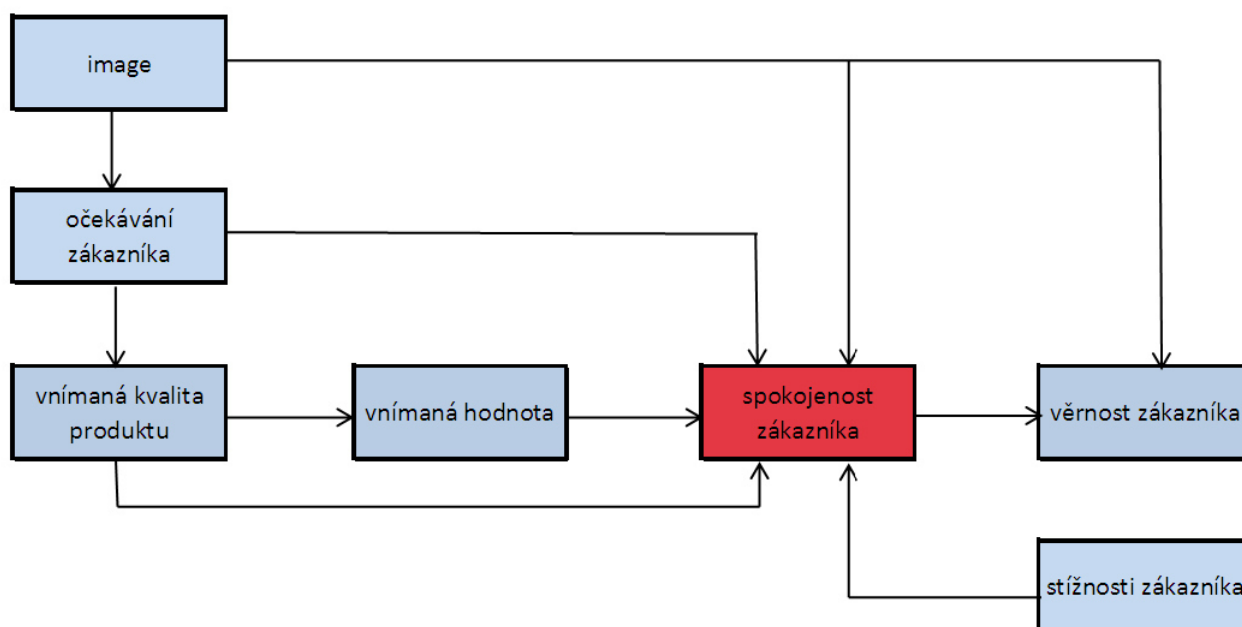 image
očekávání
zákazníka
vnímaná kvalita
produktu
vnímaná hodnota
spokojenost
zákazníka
věrnost zákazníka
stížnosti zákazníka